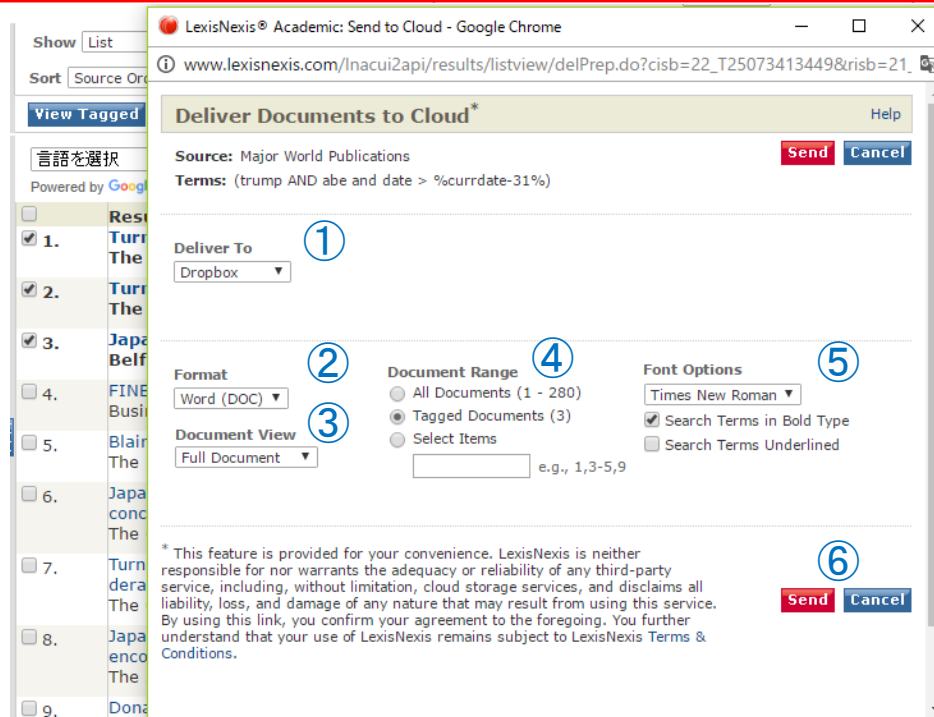 LexisNexis® Academic: Send to Cloud - Google Chrome
www.lexisnexis.com/lnacui2api/results/listview/delPrep.do?cisb=22_T25073413449&risb=21_
Show List
Sort Source Ord
View Tagged
言語を選択
Powered by Googl
Resu
1. Turn
The
2. Turn
The
3. Japa
Belf
4. FINE
Busi
5. Blair
The
6. Japa
conc
The
7. Turn
dera
The
8. Japa
enco
The
9. Dona
Deliver Documents to Cloud*
Help
Source: Major World Publications
Send Cancel
Terms: (trump AND abe and date > %currdate-31%)
Deliver To ①
Dropbox
Format ②
Word (DOC)
Document View ③
Full Document
Document Range ④
All Documents (1 - 280)
Tagged Documents (3)
Select Items
e.g., 1,3-5,9
Font Options ⑤
Times New Roman
Search Terms in Bold Type
Search Terms Underlined
* This feature is provided for your convenience. LexisNexis is neither
responsible for nor warrants the adequacy or reliability of any third-party
service, including, without limitation, cloud storage services, and disclaims all
liability, loss, and damage of any nature that may result from using this service.
By using this link, you confirm your agreement to the foregoing. You further
understand that your use of LexisNexis remains subject to LexisNexis Terms &
Conditions.
⑥
Send Cancel